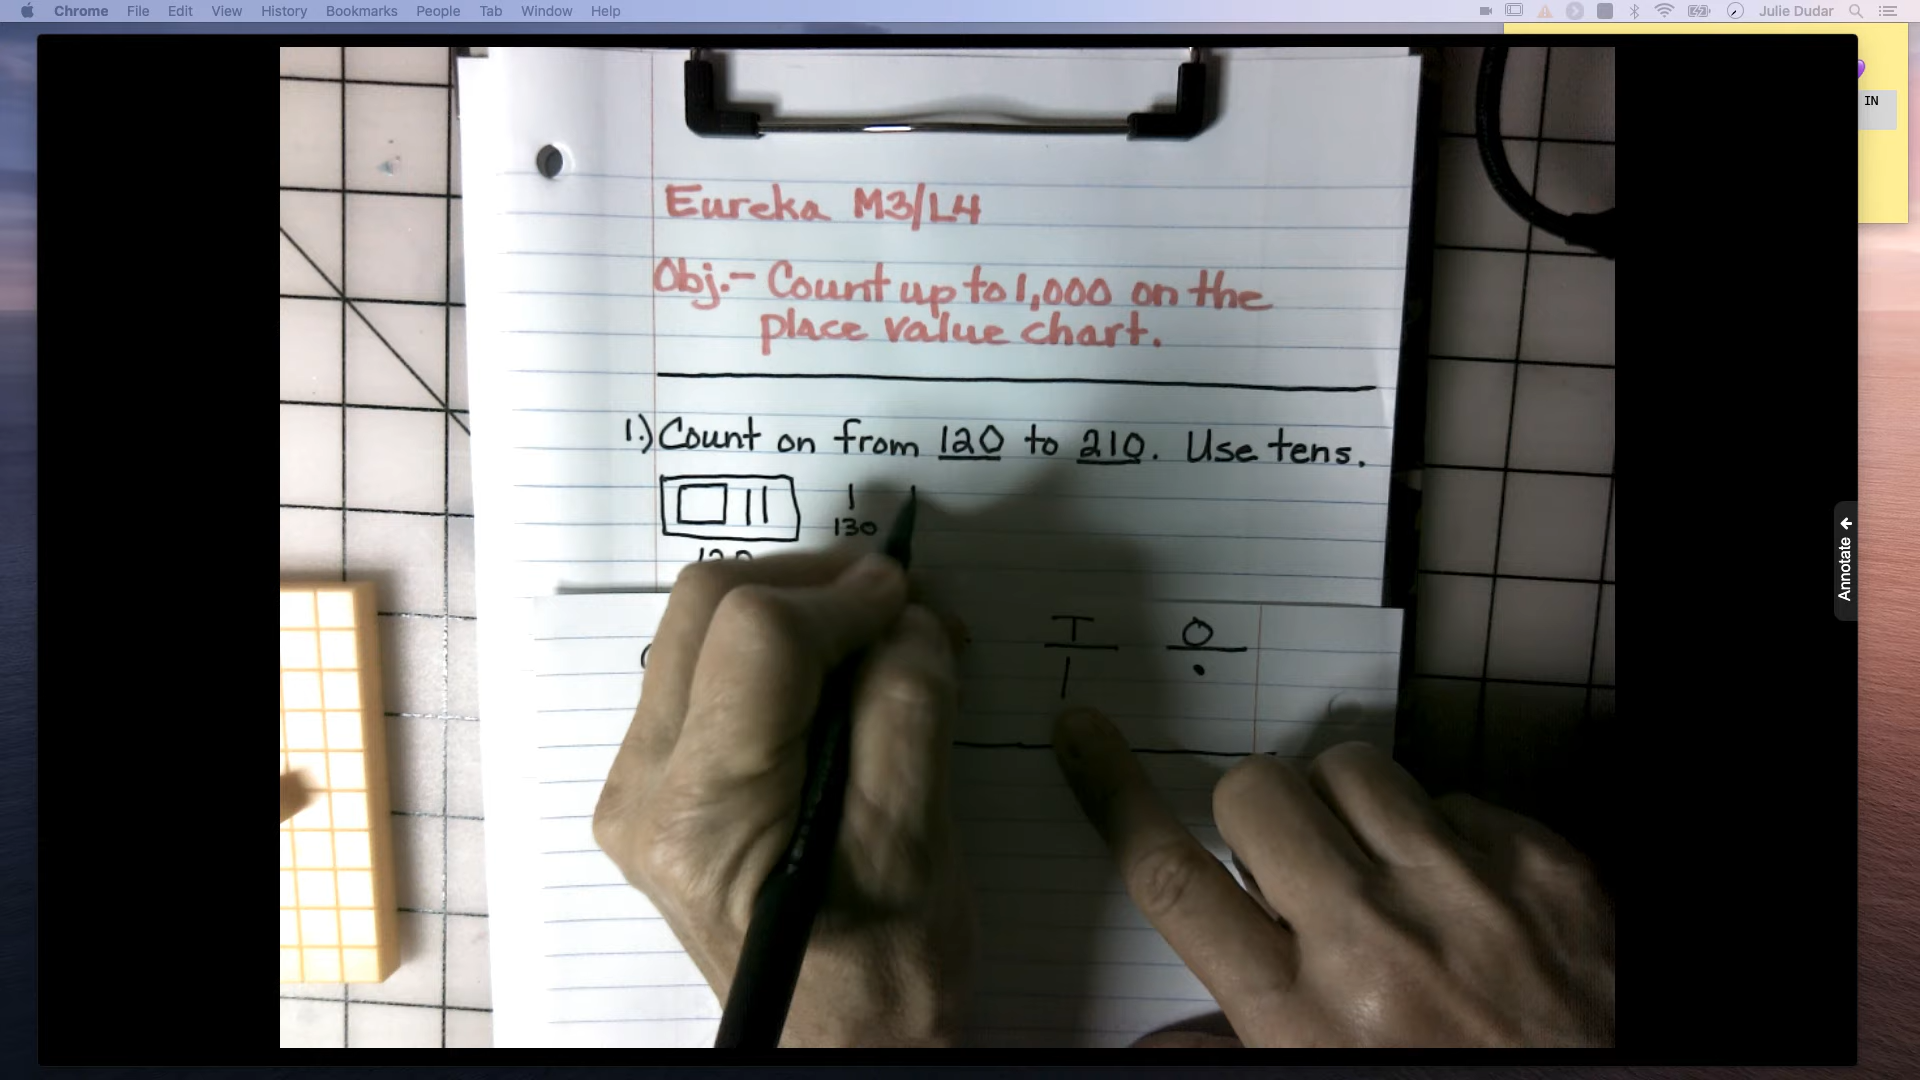 Chrome File Edit View History Bookmarks People Tab Window Help Julie Dudar
IN
Eureka M3/L4
Obj.- Count up to 1,000 on the
place value chart.
1.) Count on from 120 to 210. Use tens.
130
120
T O
Annotate